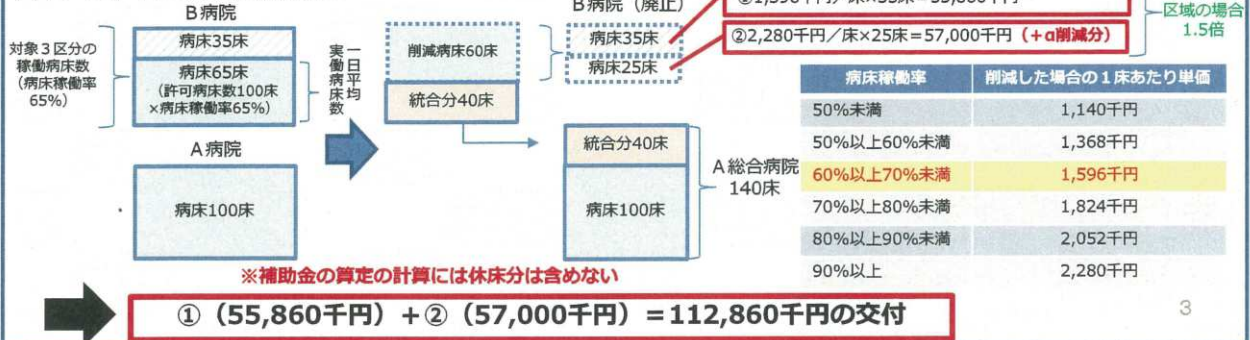 B病院
対象３区分の
稼働病床数
（病床稼働率
65%）
病床35床
病床65床
（許可病床数100床
×病床稼働率65%）
一日平均
実働病床数
A病院
病床100床
削減病床60床
統合分40床
B病院（廃止）
病床35床
病床25床
②2,280千円／床×25床＝57,000千円（＋α削減分）
区域の場合
1.5倍
統合分40床
病床100床
A総合病院
140床
病床稼働率 削減した場合の１床あたり単価
50%未満 1,140千円
50%以上60%未満 1,368千円
60%以上70%未満 1,596千円
70%以上80%未満 1,824千円
80%以上90%未満 2,052千円
90%以上 2,280千円
※補助金の算定の計算には休床分は含めない
①（55,860千円）＋②（57,000千円）＝112,860千円の交付
3